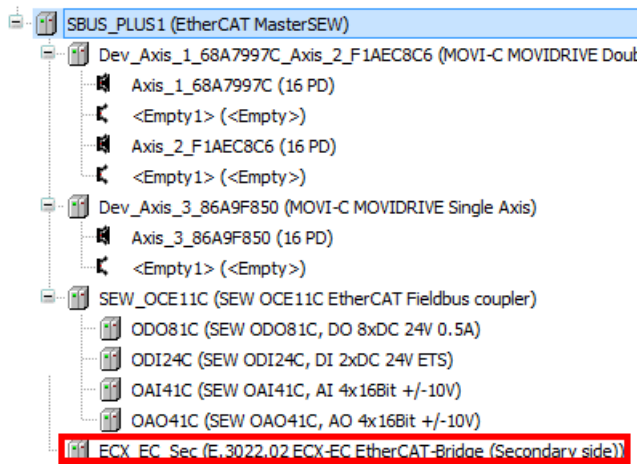 SBUS_PLUS1 (EtherCAT MasterSEW)
Dev_Axis_1_68A7997C_Axis_2_F1AEC8C6 (MOVI-C MOVIDRIVE Doub
Axis_1_68A7997C (16 PD)
<Empty1> (<Empty>)
Axis_2_F1AEC8C6 (16 PD)
<Empty1> (<Empty>)
Dev_Axis_3_86A9F850 (MOVI-C MOVIDRIVE Single Axis)
Axis_3_86A9F850 (16 PD)
<Empty1> (<Empty>)
SEW_OCE11C (SEW OCE11C EtherCAT Fieldbus coupler)
ODO81C (SEW ODO81C, DO 8xDC 24V 0.5A)
ODI24C (SEW ODI24C, DI 2xDC 24V ETS)
OAI41C (SEW OAI41C, AI 4x16Bit +/-10V)
OAO41C (SEW OAO41C, AO 4x16Bit +/-10V)
ECX_EC_Sec (E.3022.02 ECX-EC EtherCAT-Bridge (Secondary side))